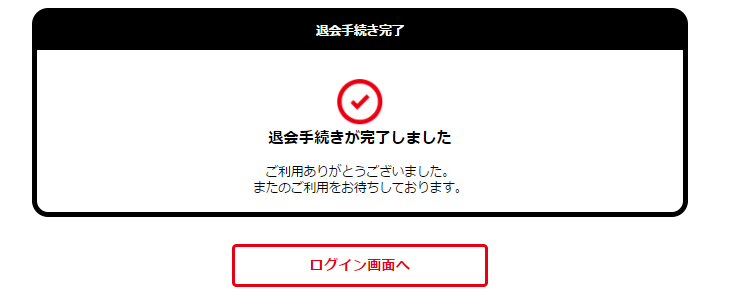 退会手続き完了
退会手続きが完了しました
ご利用ありがとうございました。
またのご利用をお待ちしております。
ログイン画面へ